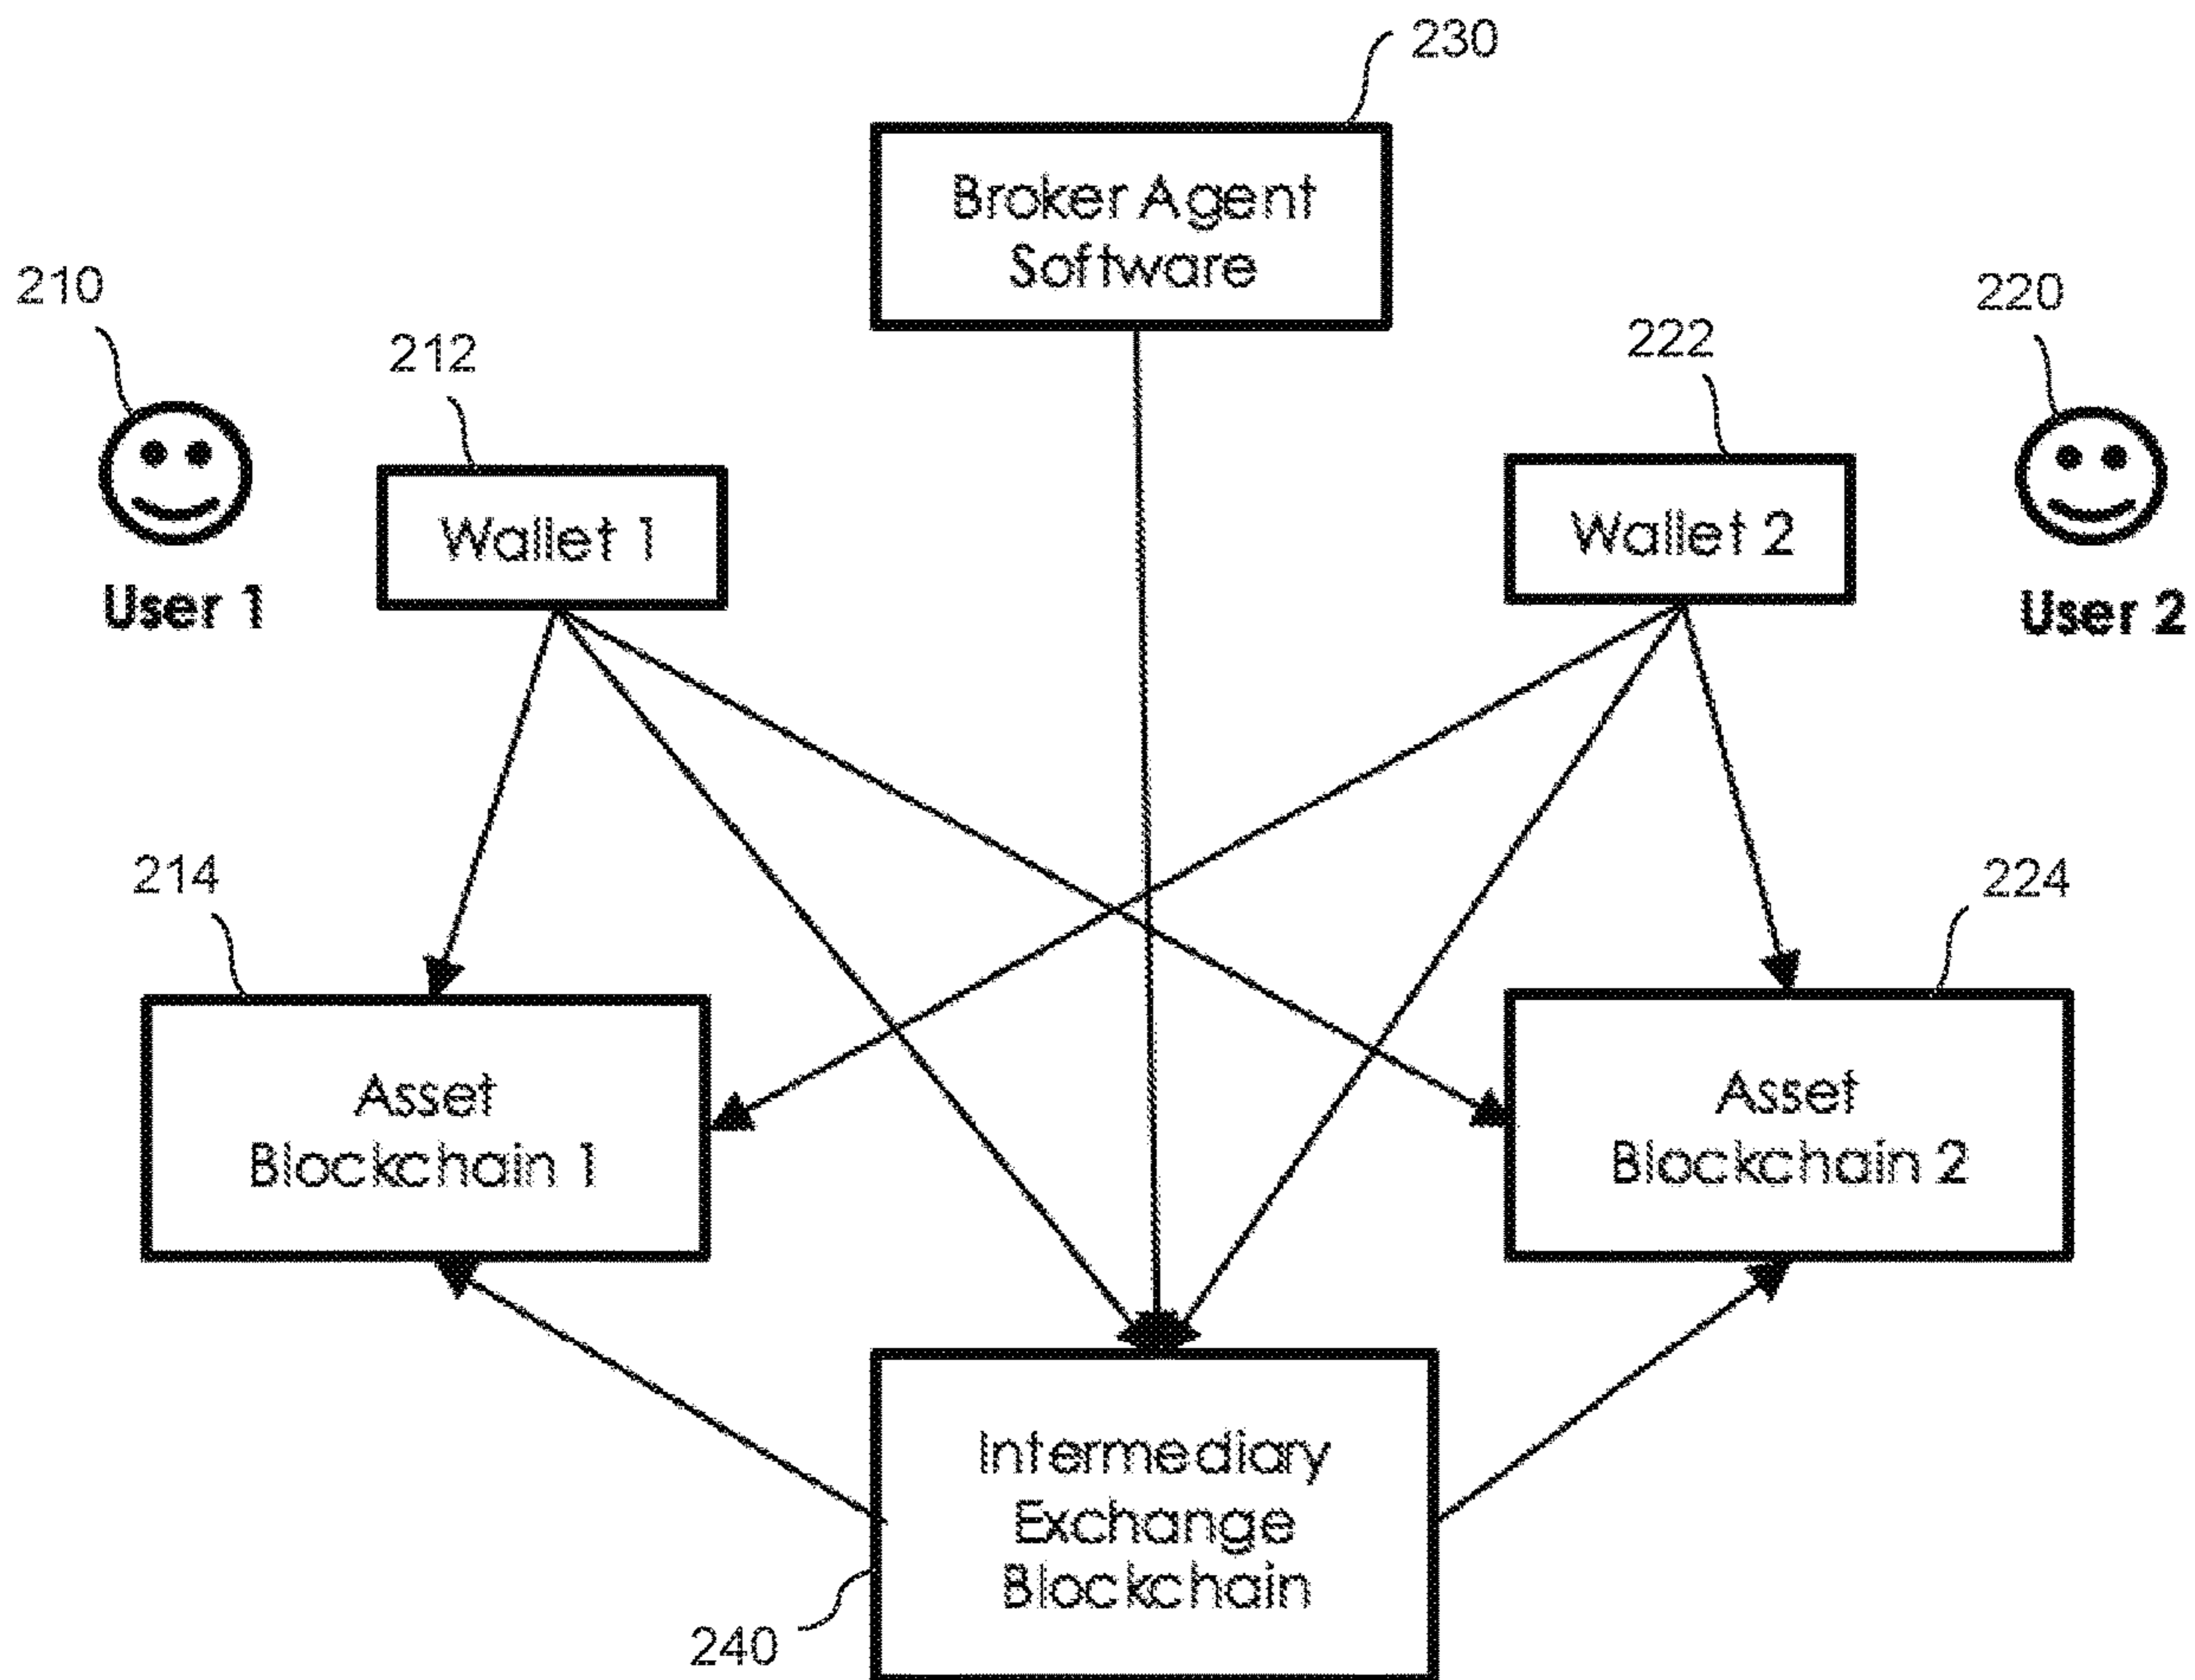 230
Broker Agent
Software
210
212
222
220
Wallet 1
Wallet 2
User 1
User 2
214
224
Asset
Blockchain 1
Asset
Blockchain 2
Intermediary
Exchange
Blockchain
240